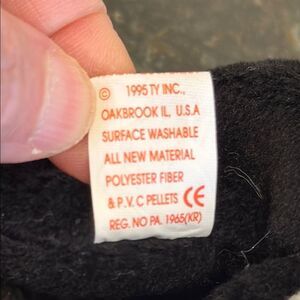 © 1995 TY INC.,
OAKBROOK IL, U.S.A
SURFACE WASHABLE
ALL NEW MATERIAL
POLYESTER FIBER
& P.V.C PELLETS CE
REG. NO PA. 1965(KR)